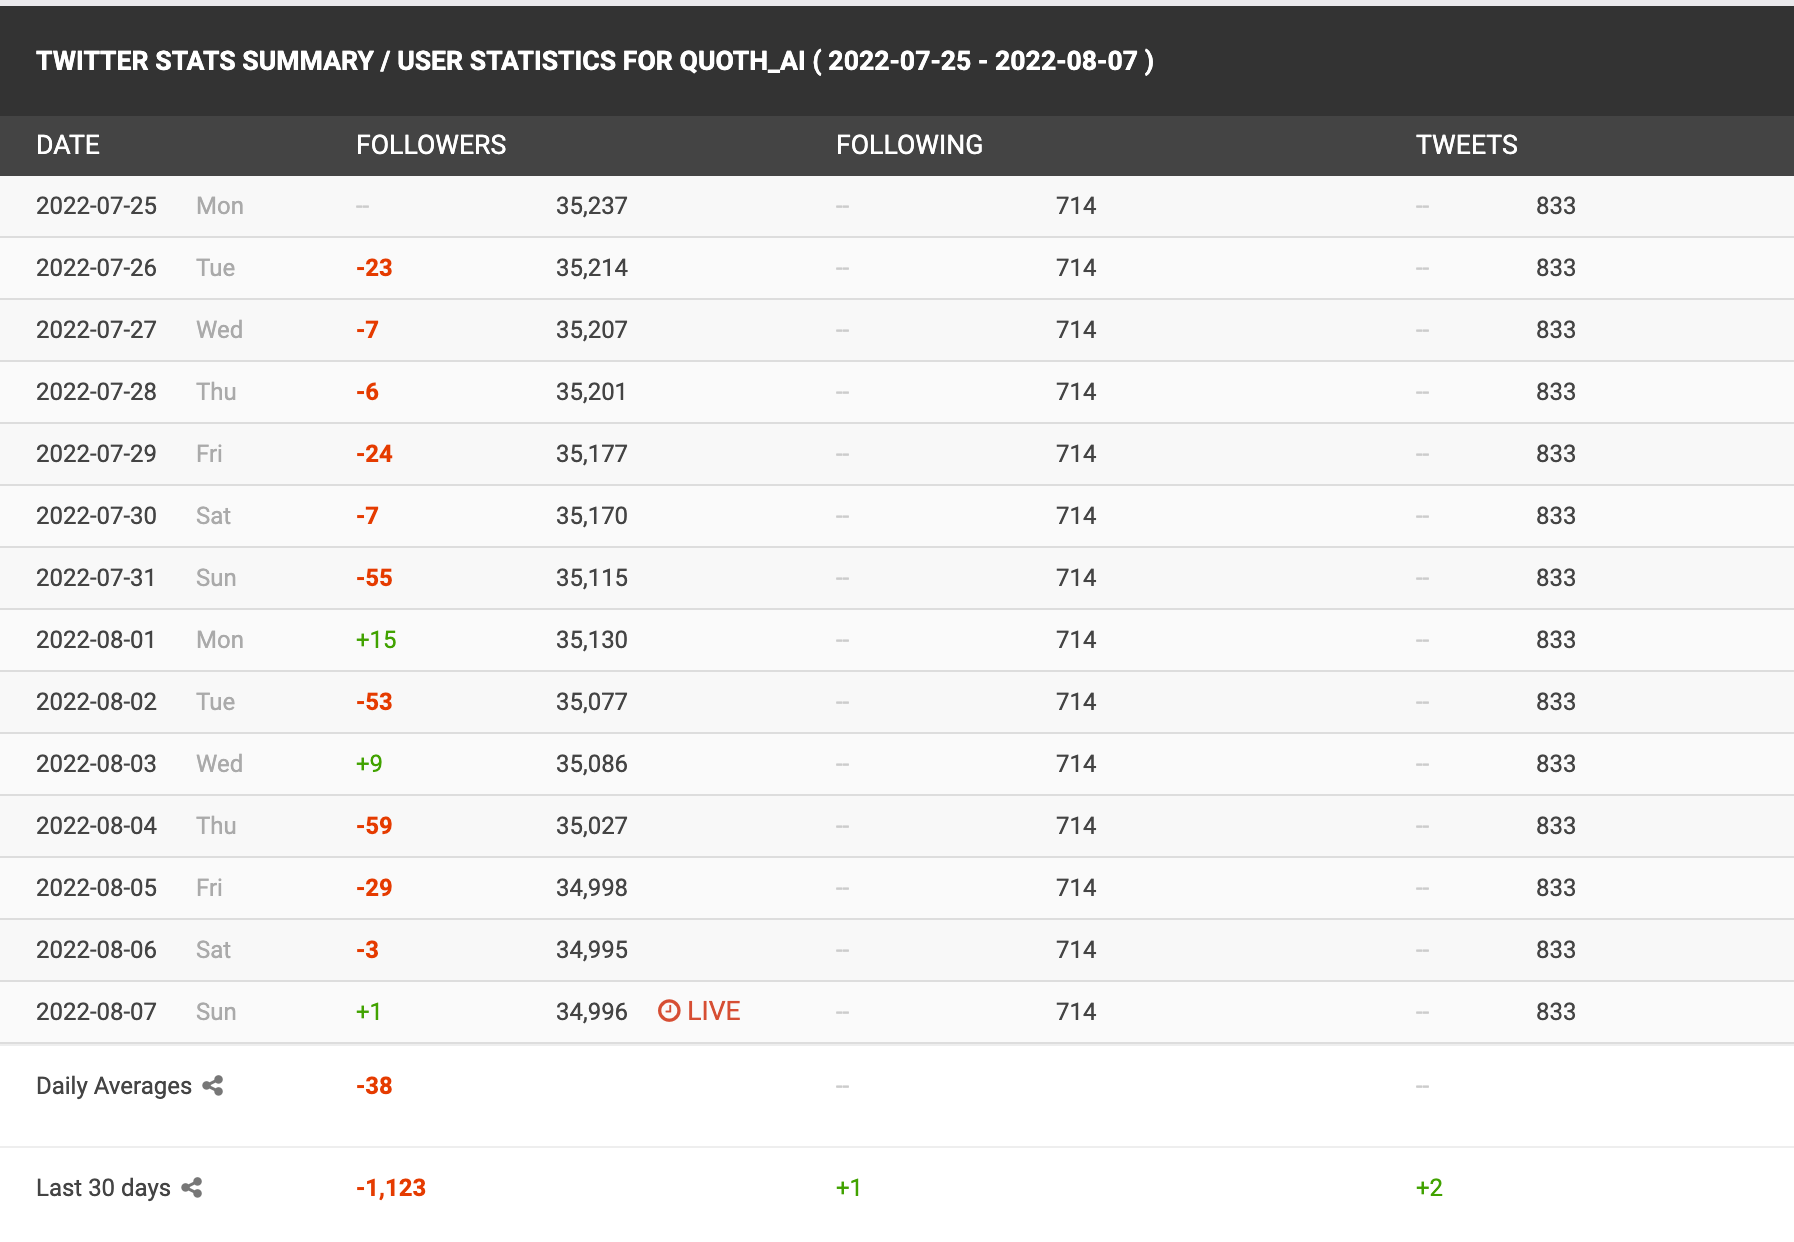 TWITTER STATS SUMMARY / USER STATISTICS FOR QUOTH_AI ( 2022-07-25 - 2022-08-07 )
DATE FOLLOWERS FOLLOWING TWEETS
2022-07-25 Mon -- 35,237 -- 714 -- 833
2022-07-26 Tue -23 35,214 -- 714 -- 833
2022-07-27 Wed -7 35,207 -- 714 -- 833
2022-07-28 Thu -6 35,201 -- 714 -- 833
2022-07-29 Fri -24 35,177 -- 714 -- 833
2022-07-30 Sat -7 35,170 -- 714 -- 833
2022-07-31 Sun -55 35,115 -- 714 -- 833
2022-08-01 Mon +15 35,130 -- 714 -- 833
2022-08-02 Tue -53 35,077 -- 714 -- 833
2022-08-03 Wed +9 35,086 -- 714 -- 833
2022-08-04 Thu -59 35,027 -- 714 -- 833
2022-08-05 Fri -29 34,998 -- 714 -- 833
2022-08-06 Sat -3 34,995 -- 714 -- 833
2022-08-07 Sun +1 34,996 LIVE -- 714 -- 833
Daily Averages -38 -- --
Last 30 days -1,123 +1 +2